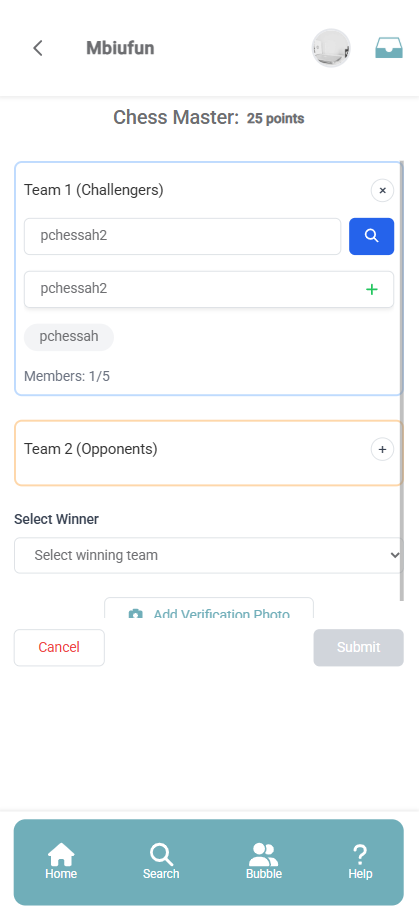 Mbiufun
Chess Master: 25 points
Team 1 (Challengers)
pchessah2
pchessah2
pchessah
Members: 1/5
Team 2 (Opponents)
Select Winner
Select winning team
Add Verification Photo
Cancel
Submit
Home
Search
Bubble
Help